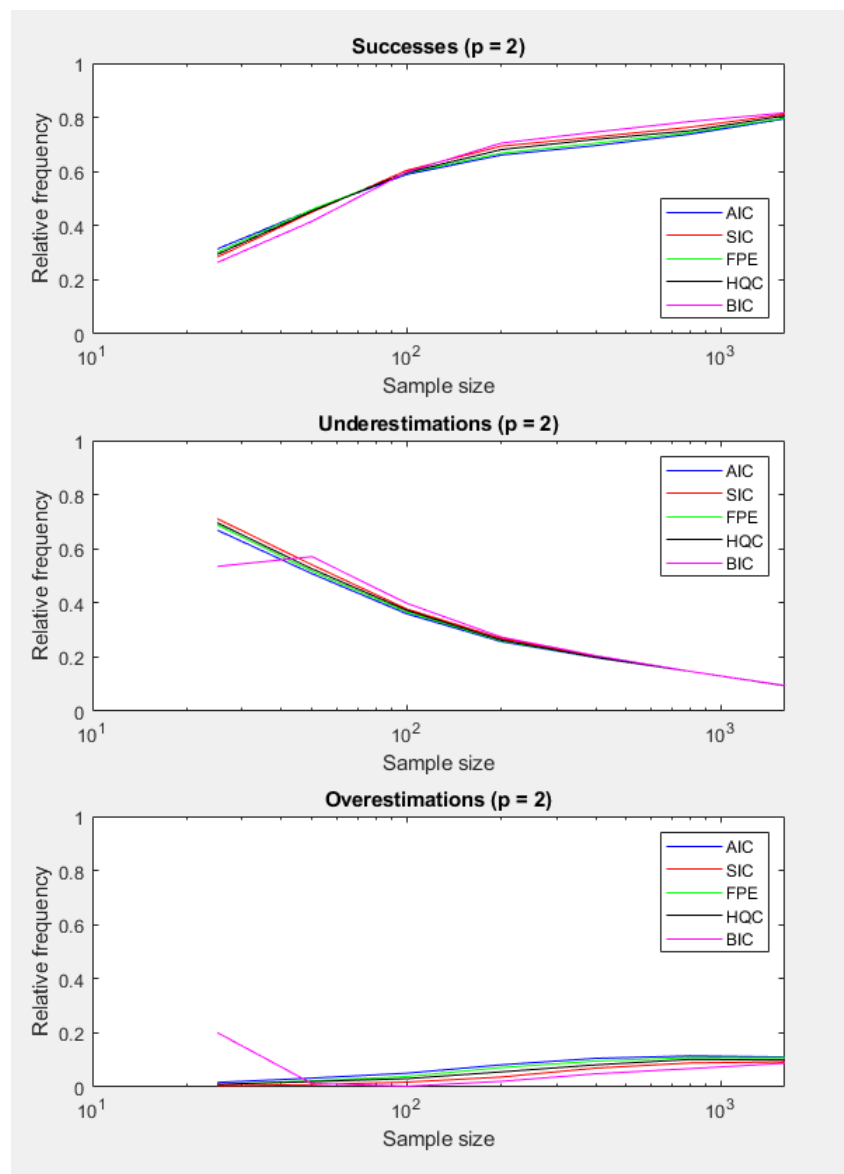 Successes (p = 2)
1
0.8
0.6
0.4
0.2
0
Relative frequency
AIC
SIC
FPE
HQC
BIC
10^1
10^2
10^3
Sample size
Underestimations (p = 2)
1
0.8
0.6
0.4
0.2
0
Relative frequency
AIC
SIC
FPE
HQC
BIC
10^1
10^2
10^3
Sample size
Overestimations (p = 2)
1
0.8
0.6
0.4
0.2
0
Relative frequency
AIC
SIC
FPE
HQC
BIC
10^1
10^2
10^3
Sample size